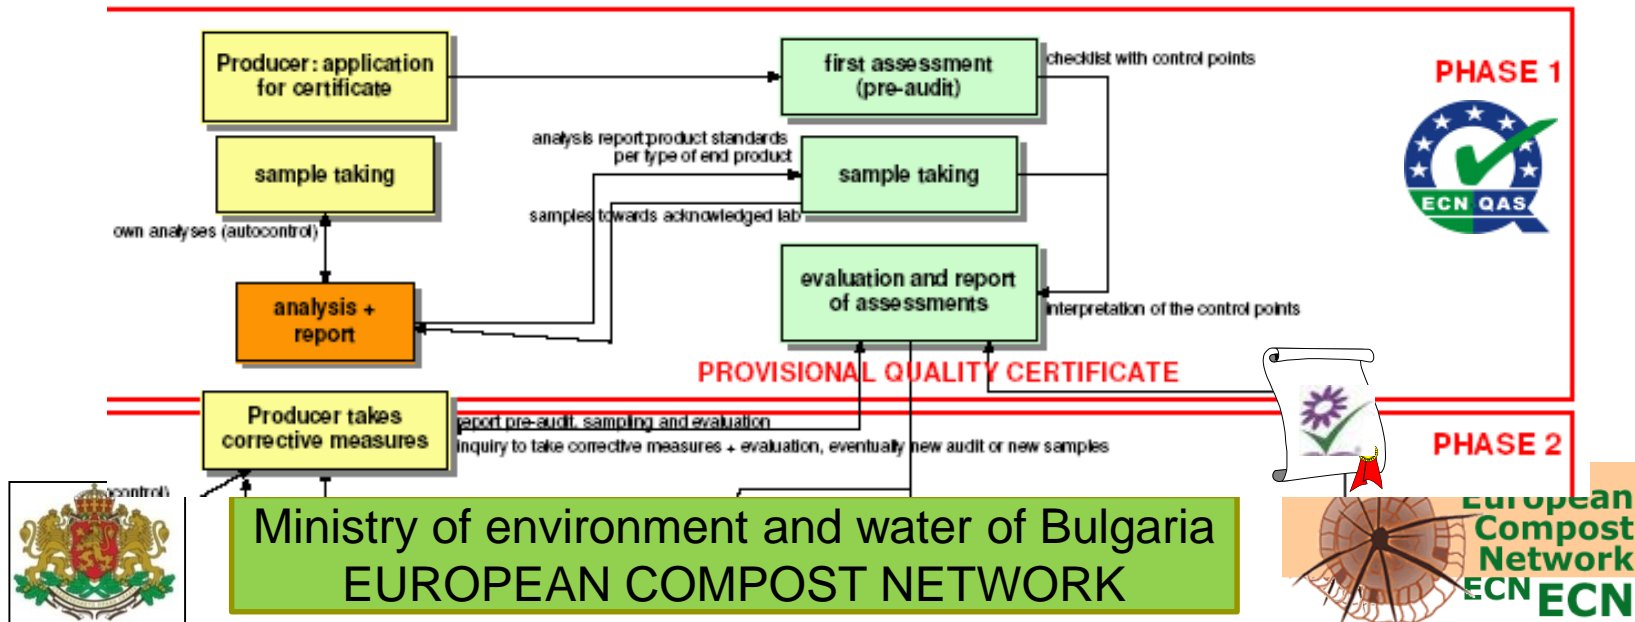 Producer: application
for certificate
first assessment
(pre-audit)
checklist with control points
PHASE 1
sample taking
analysis report:product standards
per type of end product
sample taking
samples towards acknowledged lab
own analyses (autocontrol)
ECN QAS
analysis +
report
evaluation and report
of assessments
interpretation of the control points
PROVISIONAL QUALITY CERTIFICATE
Producer takes
corrective measures
report pre-audit, sampling and evaluation
inquiry to take corrective measures + evaluation, eventually new audit or new samples
PHASE 2
Ministry of environment and water of Bulgaria
EUROPEAN COMPOST NETWORK
European
Compost
Network
ECN
ECN